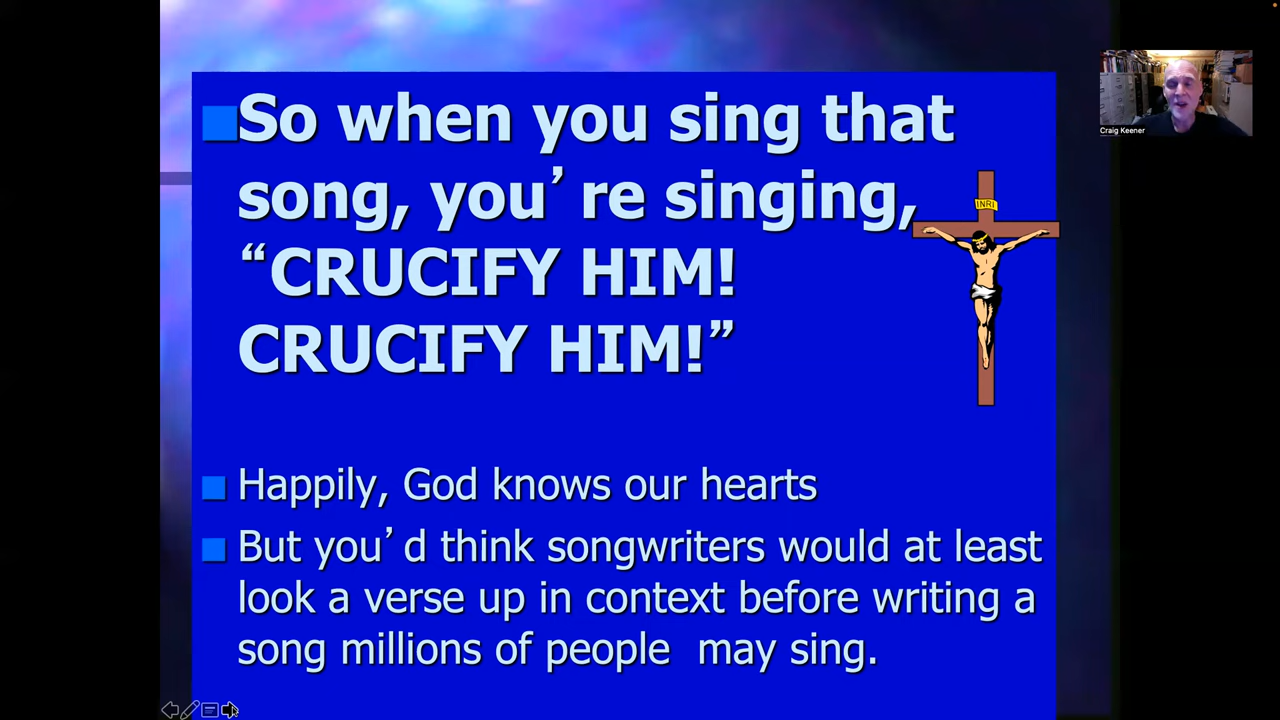 So when you sing that
song, you’re singing,
“CRUCIFY HIM!
CRUCIFY HIM!”
INRI
Happily, God knows our hearts
But you’d think songwriters would at least
look a verse up in context before writing a
song millions of people may sing.
Craig Keener